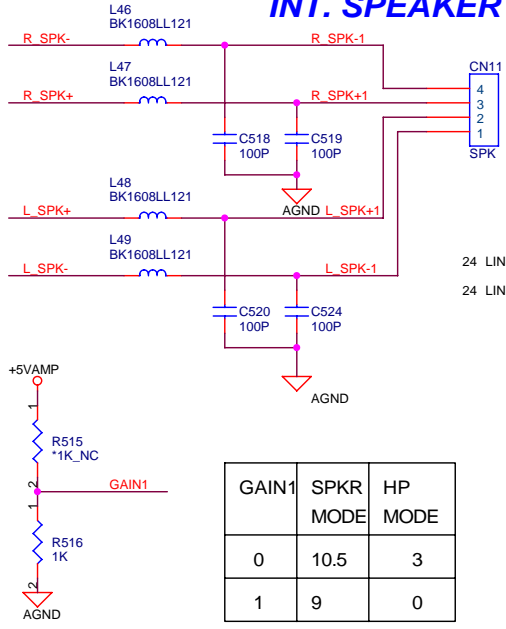 INT. SPEAKER
L46
BK1608LL121
R_SPK-
R_SPK-1
CN11
L47
BK1608LL121
R_SPK+
R_SPK+1
4
3
2
1
SPK
C518
100P
C519
100P
L48
BK1608LL121
AGND
L_SPK+
L_SPK+1
L49
BK1608LL121
L_SPK-
L_SPK-1
24 LIN
24 LIN
C520
100P
C524
100P
AGND
+5VAMP
1
R515
*1K_NC
2
GAIN1
1
R516
1K
2
AGND
GAIN1 SPKR MODE HP MODE
0 10.5 3
1 9 0